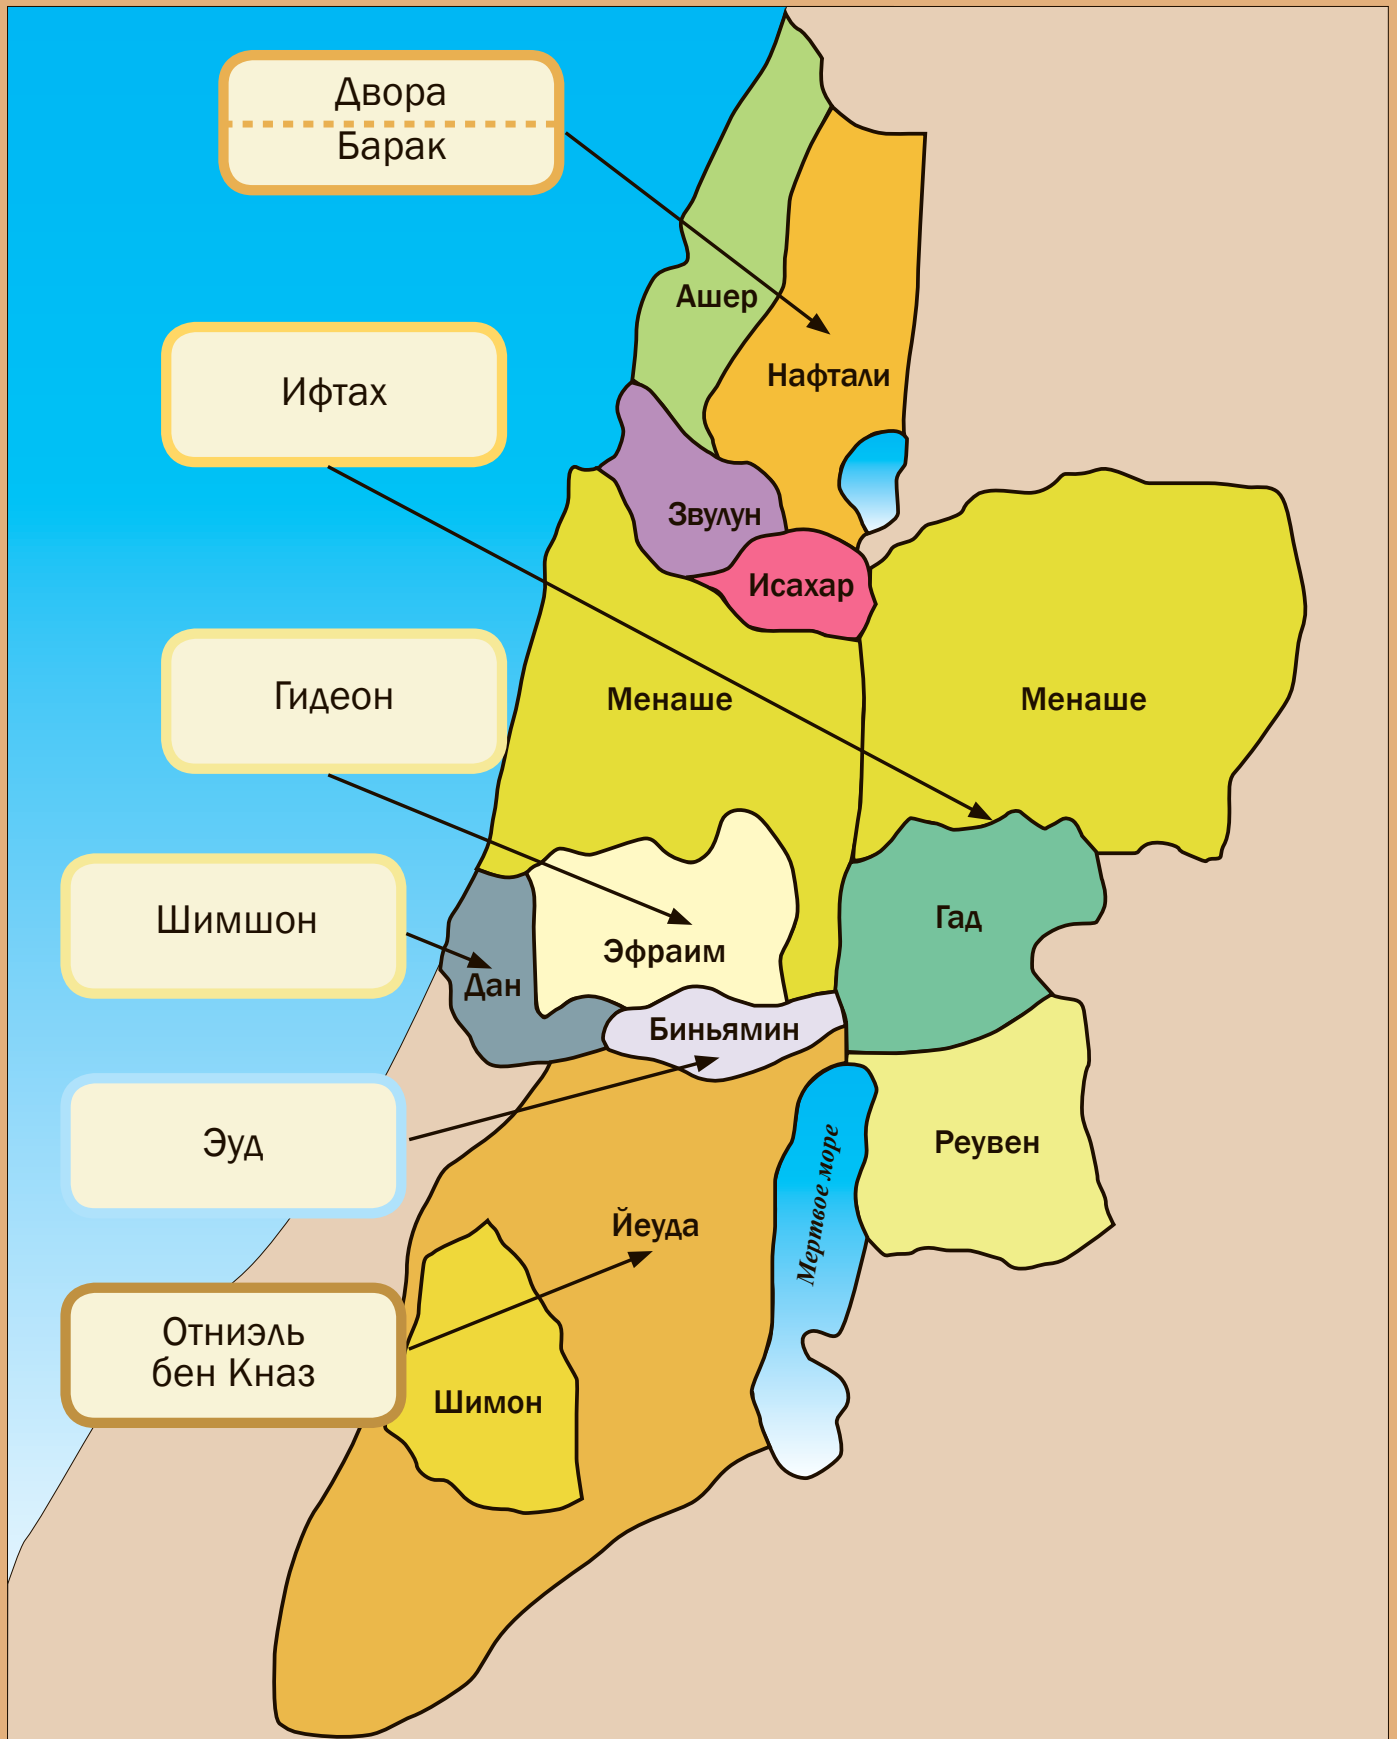 Двора
Барак
Ашер
Нафтали
Ифтах
Звулун
Исахар
Гидеон
Менаше
Менаше
Шимшон
Гад
Эфраим
Дан
Биньямин
Эуд
Реувен
Мертвое море
Йеуда
Отниэль
бен Кназ
Шимон